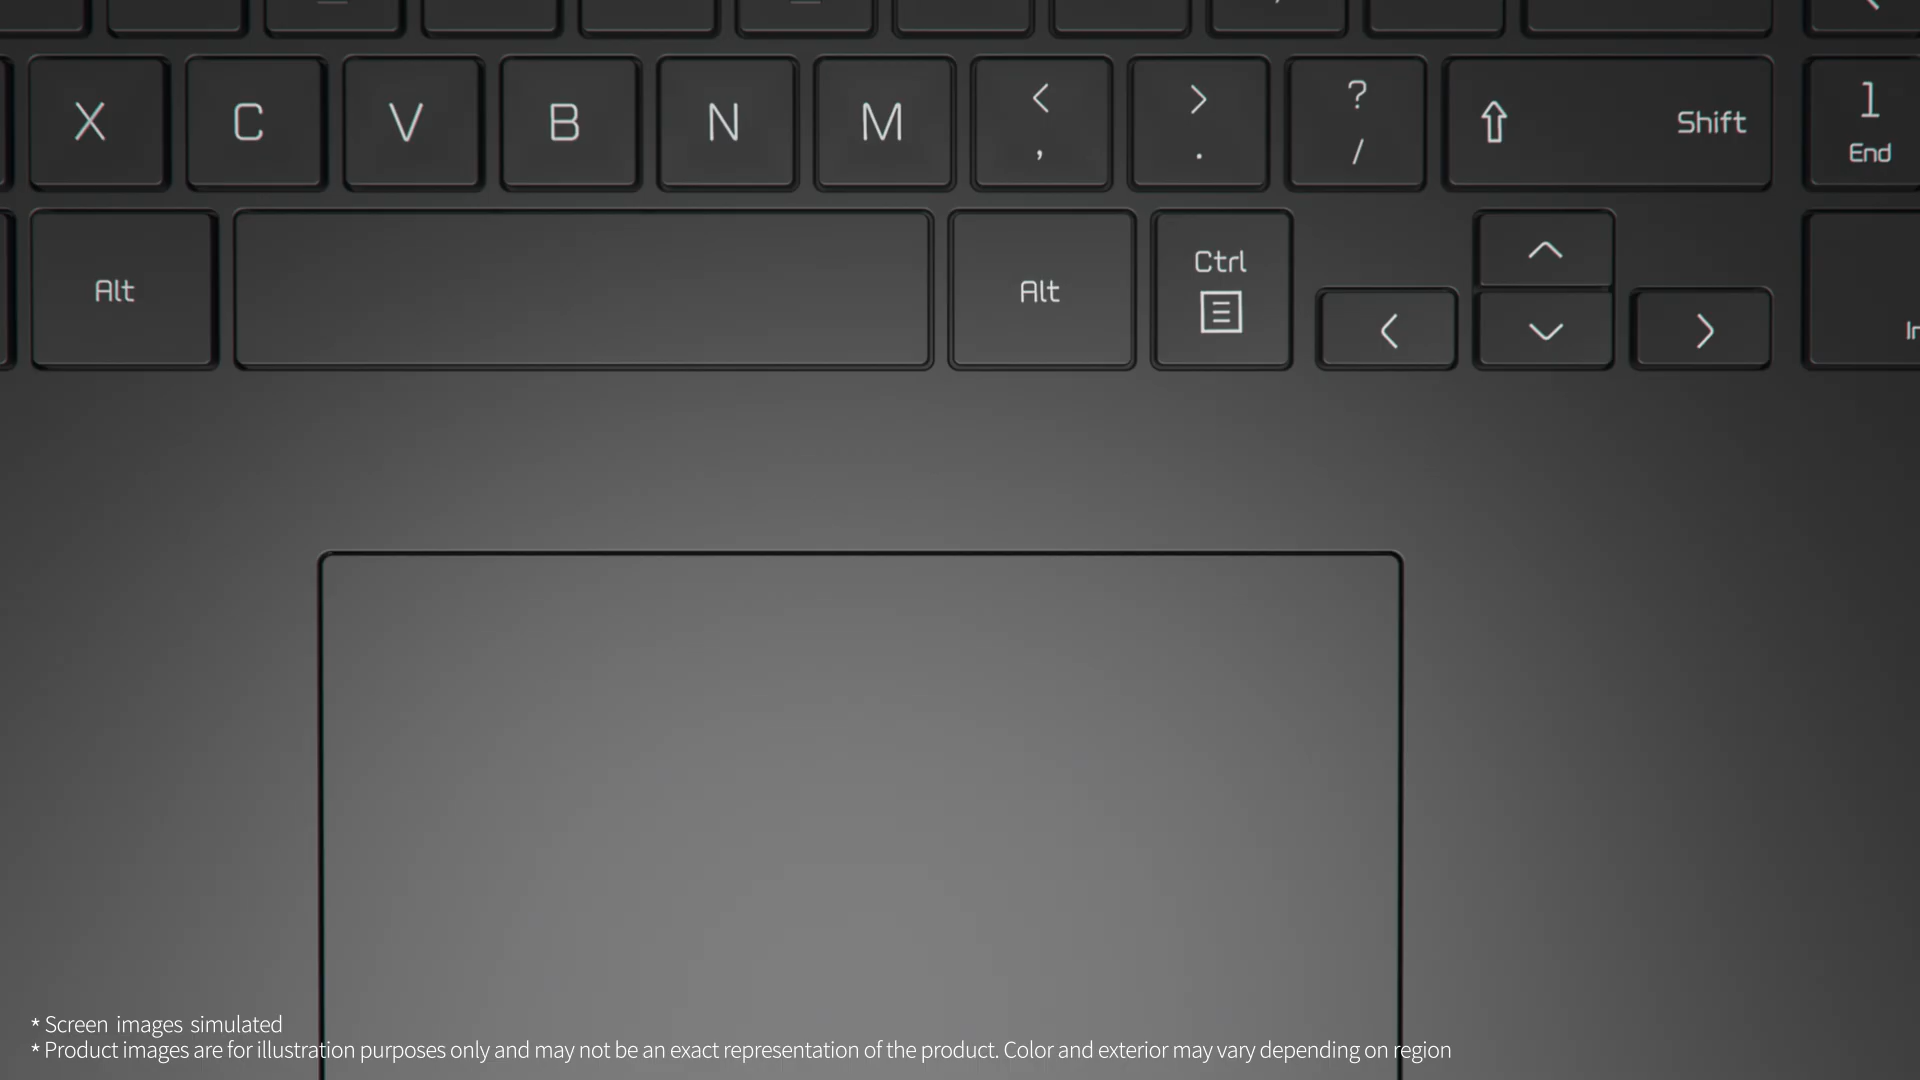 X C V B N M < > ? Shift 1
, . / End
Alt Alt Ctrl
* Screen images simulated
* Product images are for illustration purposes only and may not be an exact representation of the product. Color and exterior may vary depending on region